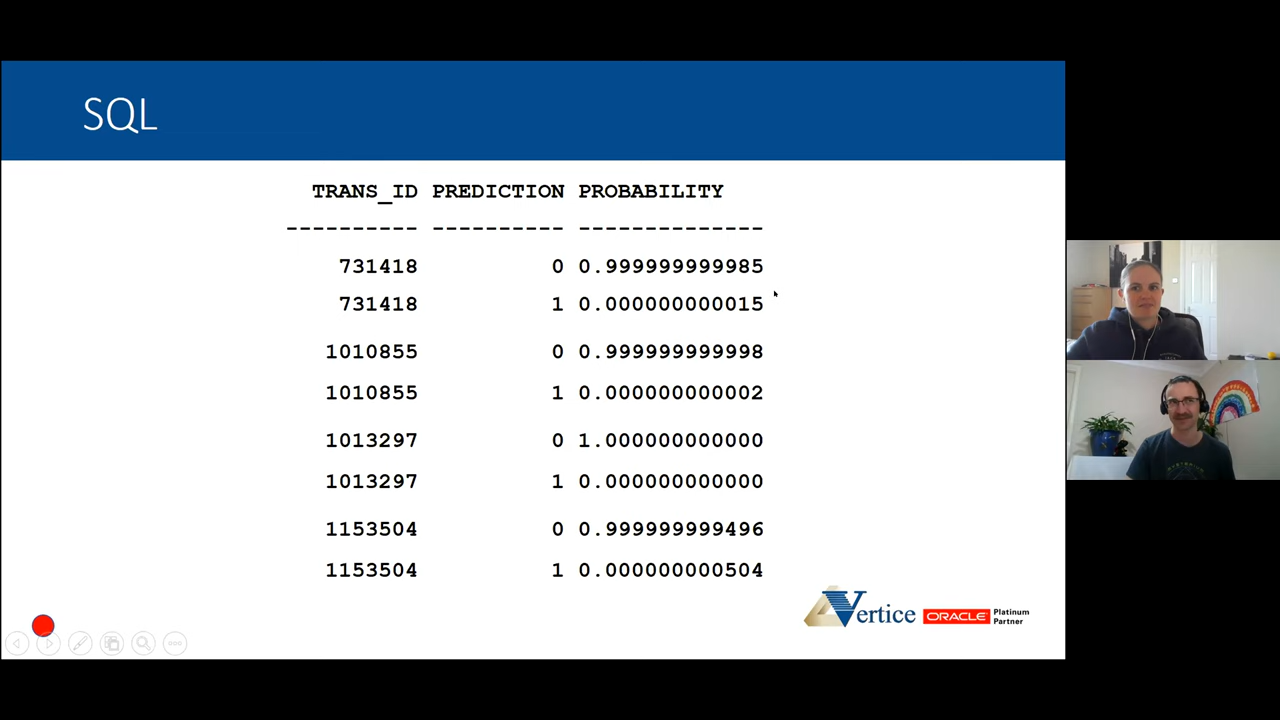 SQL
TRANS_ID PREDICTION PROBABILITY
---------- ---------- --------------
731418 0 0.999999999985
731418 1 0.000000000015
1010855 0 0.999999999998
1010855 1 0.000000000002
1013297 0 1.000000000000
1013297 1 0.000000000000
1153504 0 0.999999999496
1153504 1 0.000000000504
Vertice ORACLE Platinum
Partner